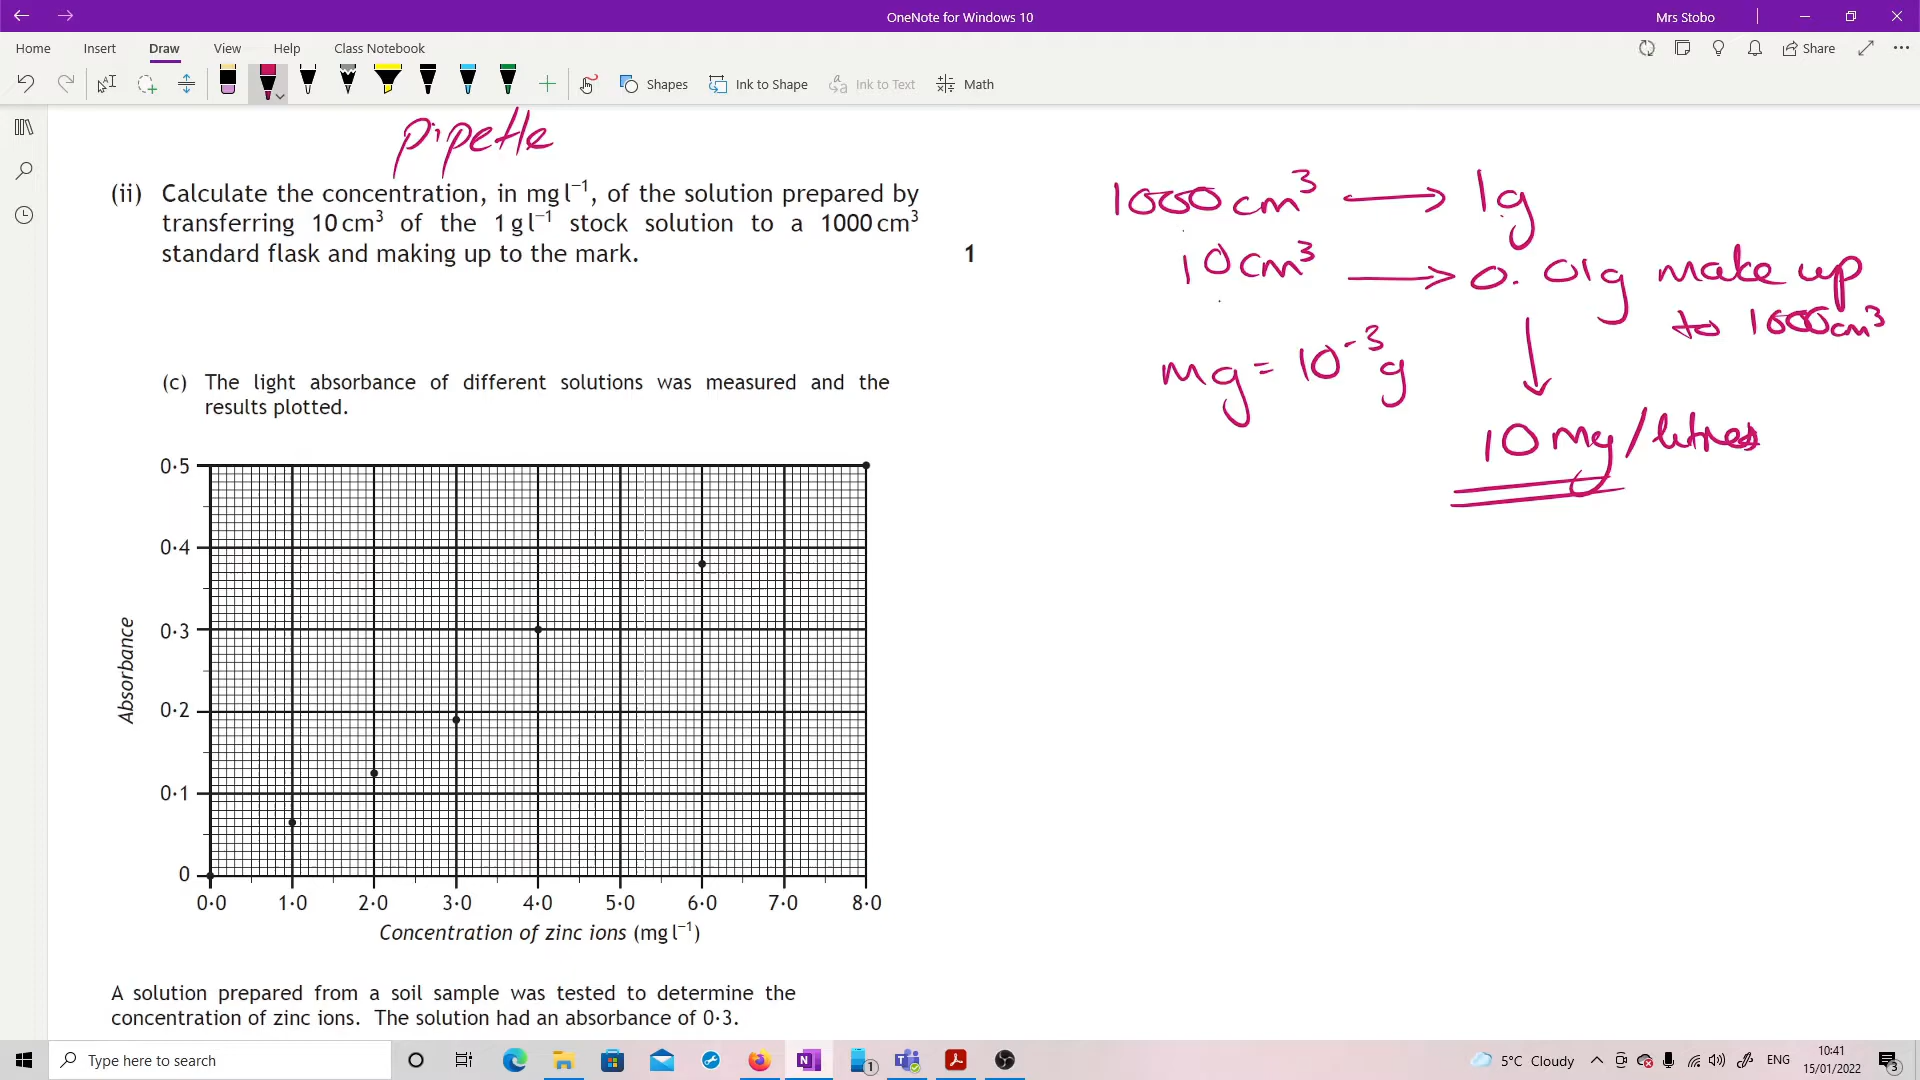 OneNote for Windows 10
Mrs Stobo
Home Insert Draw View Help Class Notebook
Share
Shapes Ink to Shape Ink to Text Math
pipette
(ii) Calculate the concentration, in mg l⁻¹, of the solution prepared by
transferring 10 cm³ of the 1 g l⁻¹ stock solution to a 1000 cm³
standard flask and making up to the mark.
1
1000 cm³ → 1g
10 cm³ → 0.01g make up
to 1000cm³
mg = 10⁻³ g
10 mg/litres
(c) The light absorbance of different solutions was measured and the
results plotted.
0·5
0·4
0·3
0·2
0·1
0
Absorbance
0·0 1·0 2·0 3·0 4·0 5·0 6·0 7·0 8·0
Concentration of zinc ions (mg l⁻¹)
A solution prepared from a soil sample was tested to determine the
concentration of zinc ions. The solution had an absorbance of 0·3.
Type here to search
1
5°C Cloudy
ENG
10:41
15/01/2022
3